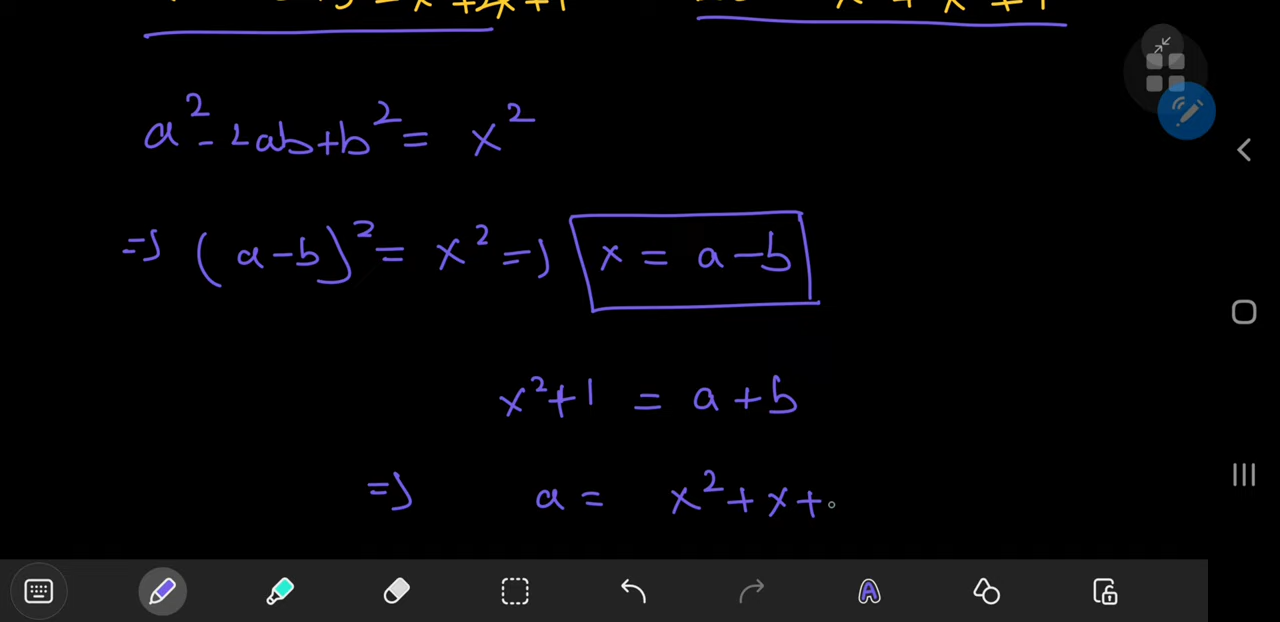 a² - 2ab + b² = x²
=> (a - b)² = x² => x = a - b
x² + 1 = a + b
=> a = x² + x +